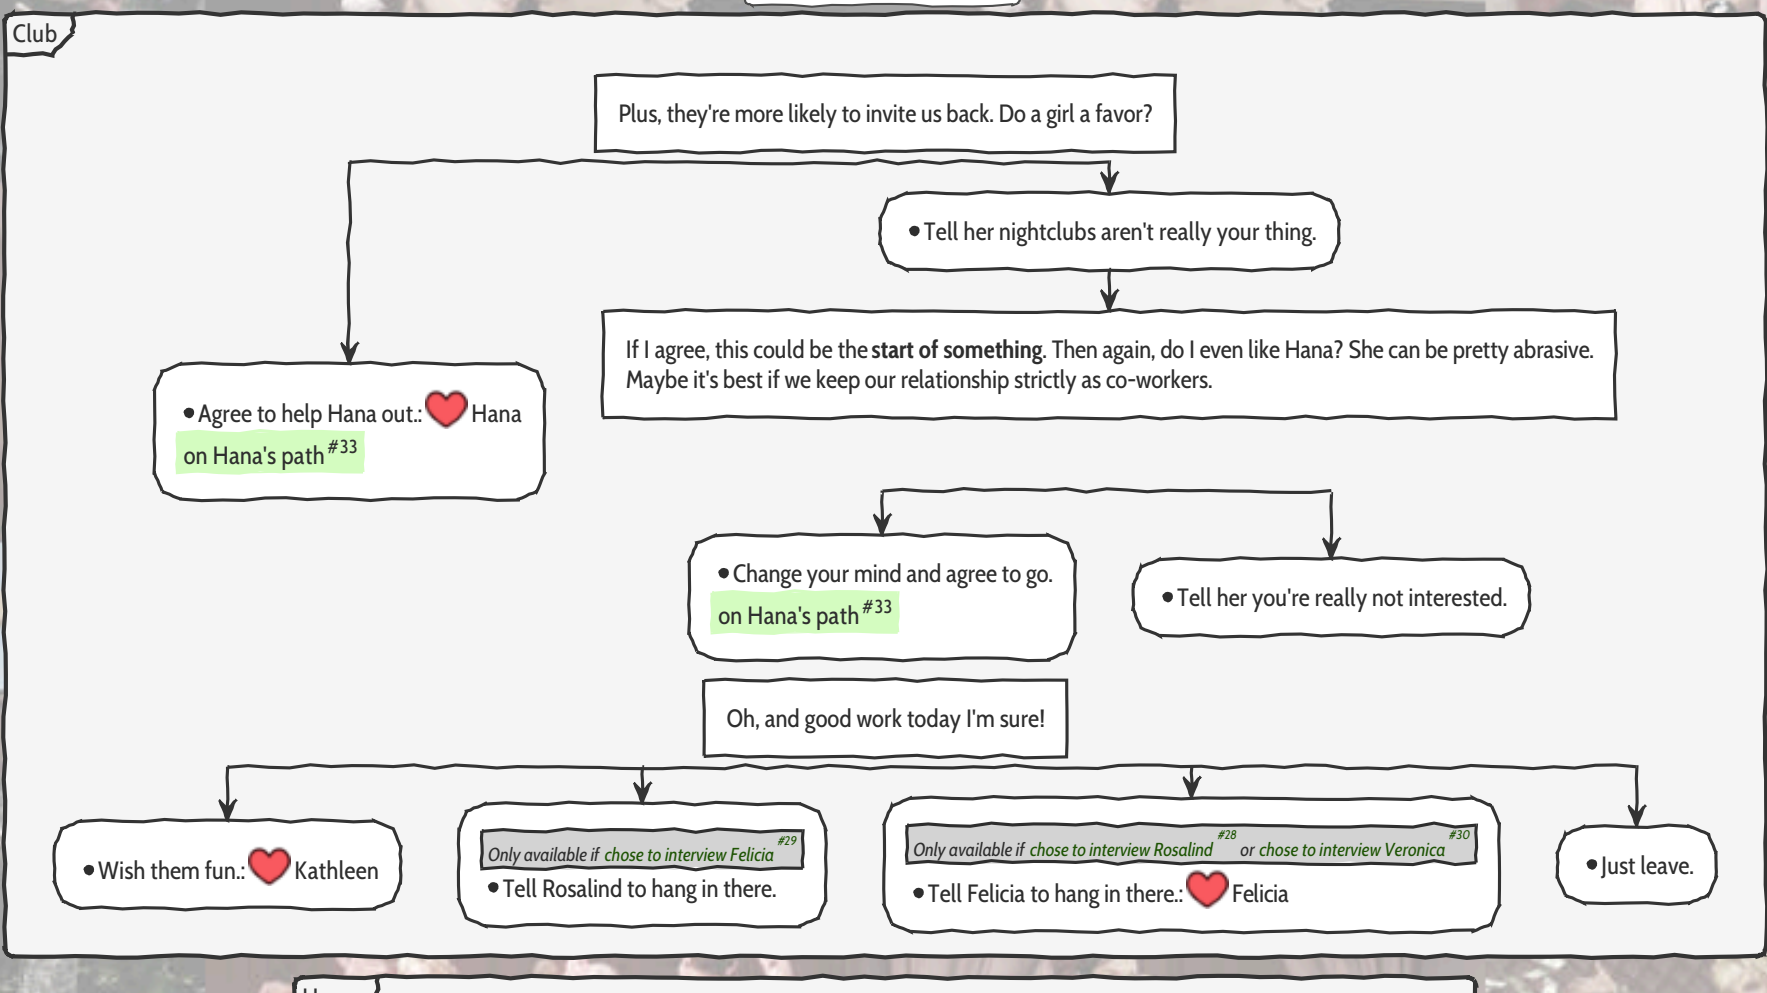 Club
Plus, they're more likely to invite us back. Do a girl a favor?
•Tell her nightclubs aren't really your thing.
If I agree, this could be the start of something. Then again, do I even like Hana? She can be pretty abrasive.
Maybe it's best if we keep our relationship strictly as co-workers.
•Agree to help Hana out.: Hana
on Hana's path #33
•Change your mind and agree to go.
on Hana's path #33
•Tell her you're really not interested.
Oh, and good work today I'm sure!
•Wish them fun.: Kathleen
Only available if chose to interview Felicia #29
•Tell Rosalind to hang in there.
Only available if chose to interview Rosalind #28 or chose to interview Veronica #30
•Tell Felicia to hang in there.: Felicia
•Just leave.